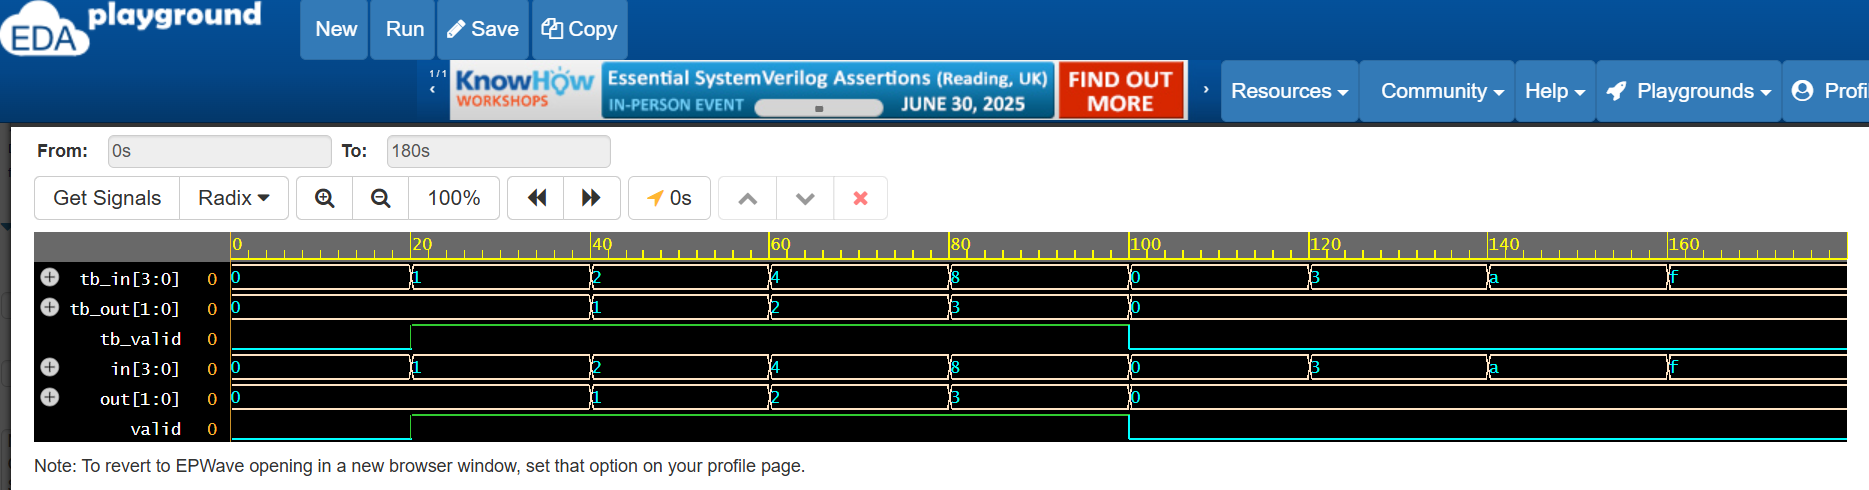 EDA playground
New Run Save Copy
1/1
KnowHow WORKSHOPS
Essential SystemVerilog Assertions (Reading, UK)
IN-PERSON EVENT JUNE 30, 2025
FIND OUT MORE
Resources Community Help Playgrounds Profi
From: 0s To: 180s
Get Signals Radix 100% 0s
0 20 40 60 80 100 120 140 160
tb_in[3:0] 0 0 1 2 4 8 0 3 a f
tb_out[1:0] 0 0 1 2 3 0
tb_valid 0
in[3:0] 0 0 1 2 4 8 0 3 a f
out[1:0] 0 0 1 2 3 0
valid 0
Note: To revert to EPWave opening in a new browser window, set that option on your profile page.